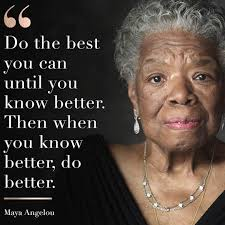 “
Do the best
you can
until you
know better.
Then when
you know
better, do
better.
Maya Angelou